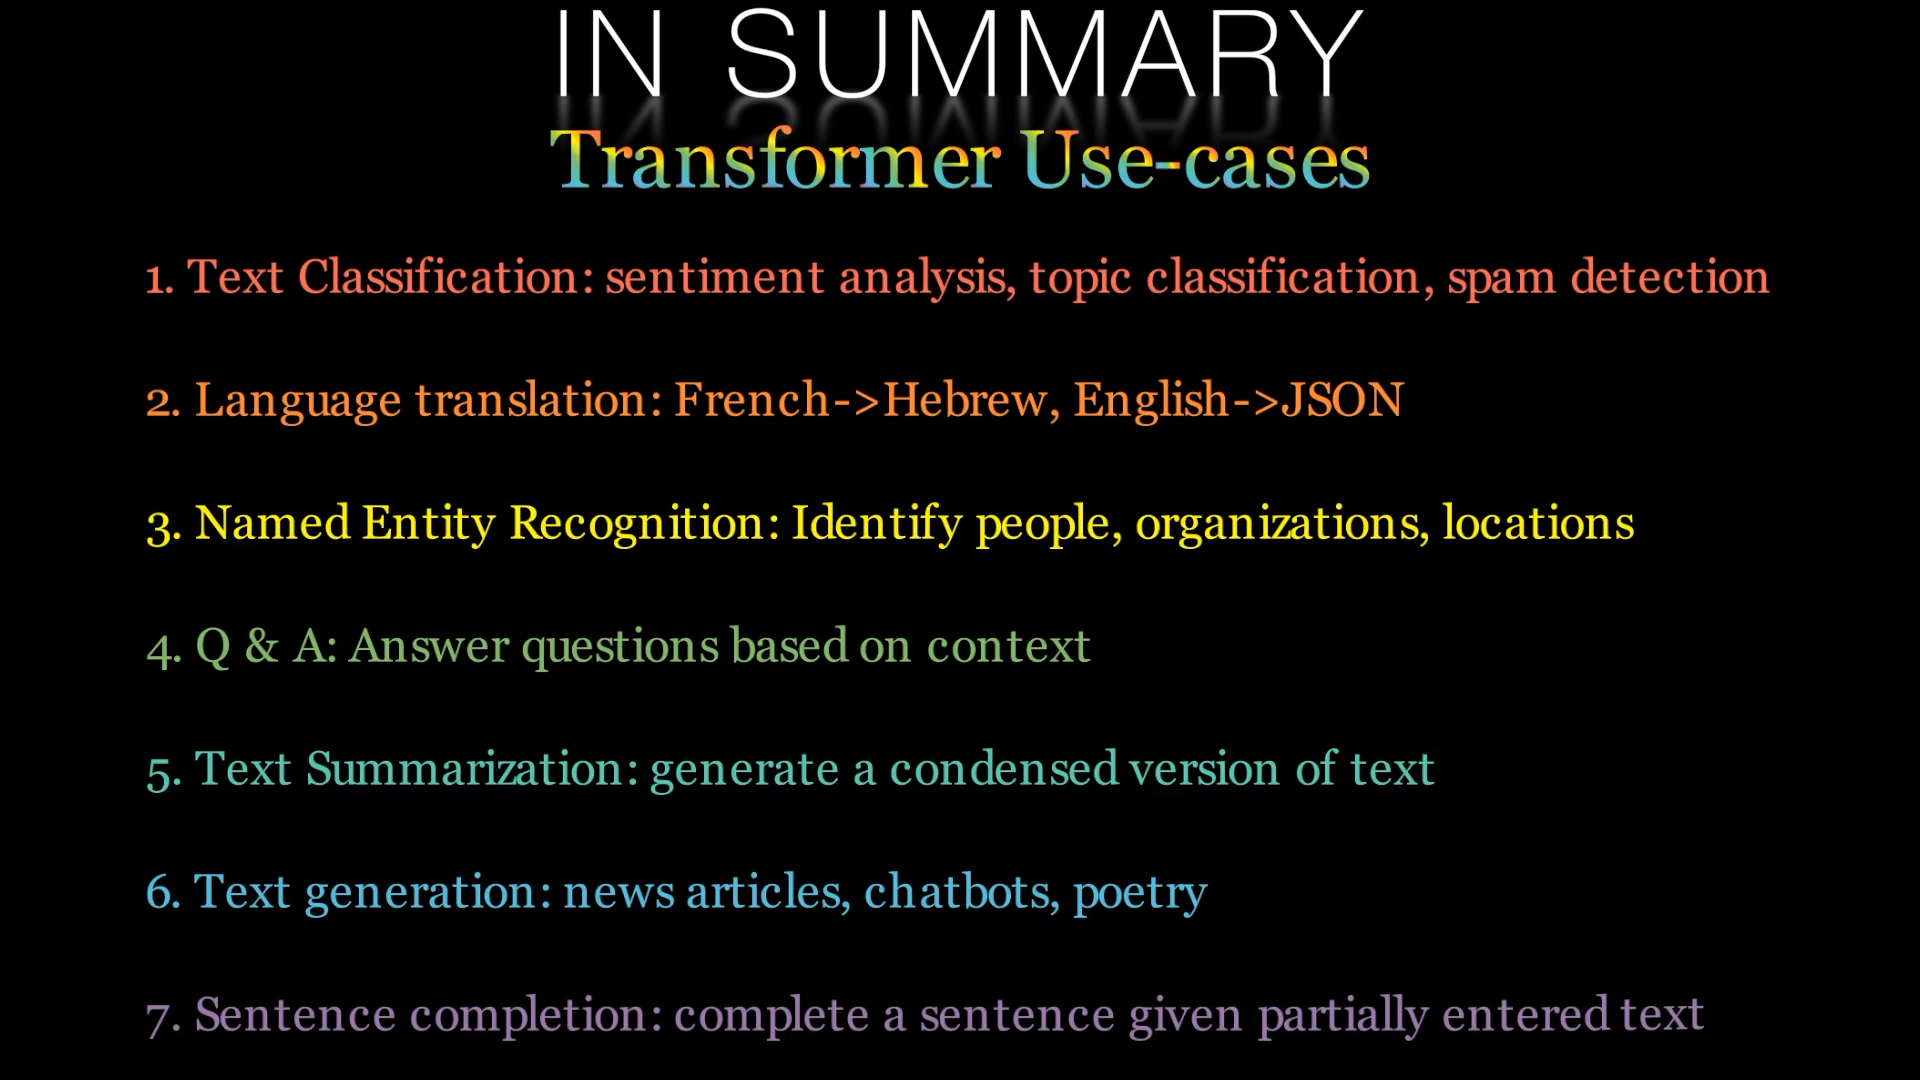 IN SUMMARY
Transformer Use-cases
1. Text Classification: sentiment analysis, topic classification, spam detection
2. Language translation: French->Hebrew, English->JSON
3. Named Entity Recognition: Identify people, organizations, locations
4. Q & A: Answer questions based on context
5. Text Summarization: generate a condensed version of text
6. Text generation: news articles, chatbots, poetry
7. Sentence completion: complete a sentence given partially entered text